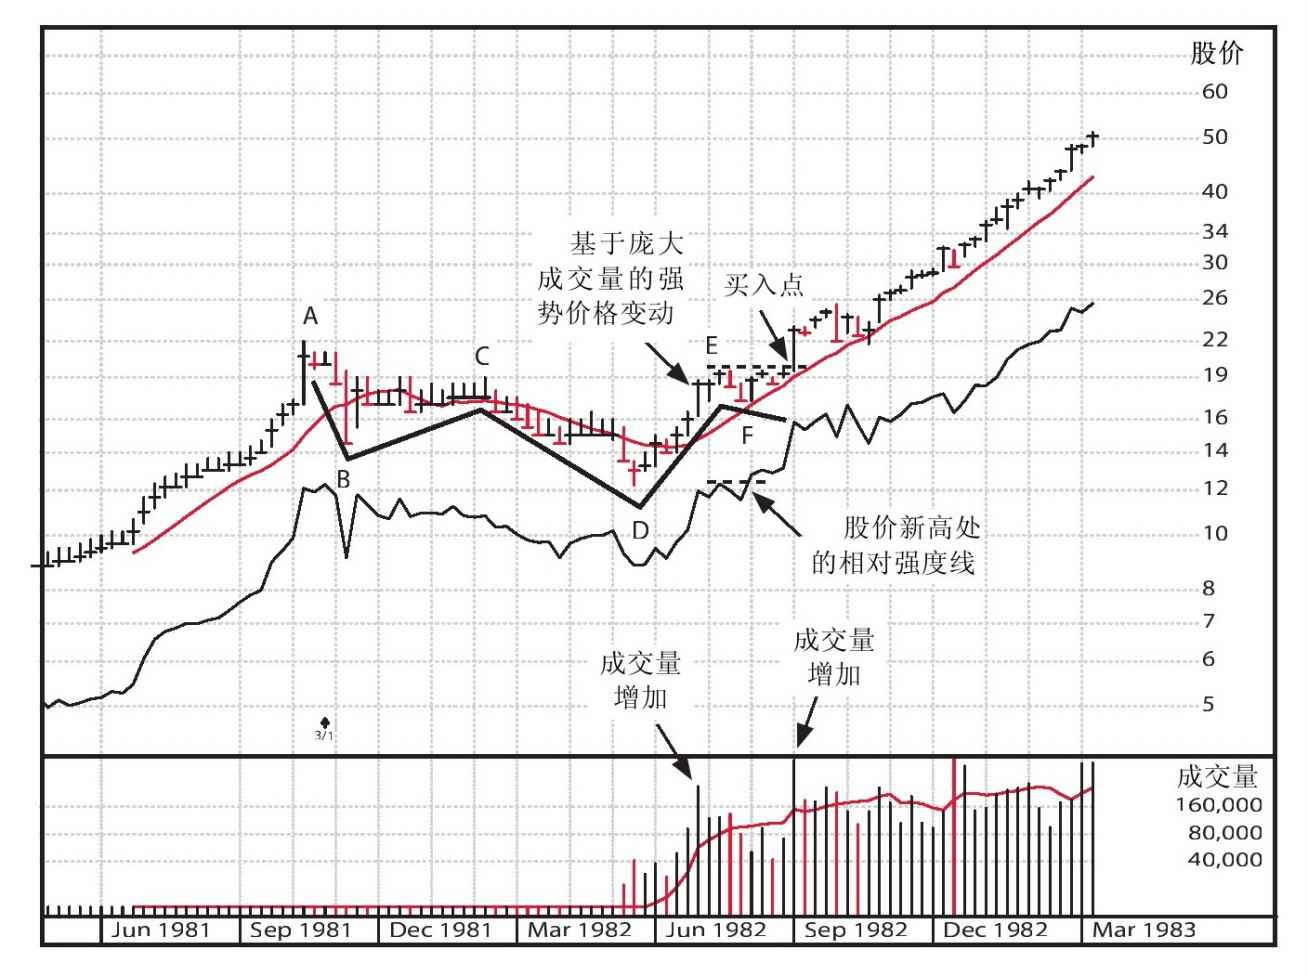 股价
60
50
40
34
30
26
22
19
16
14
12
10
8
7
6
5
基于庞大
成交量的强
势价格变动
买入点
A
B
C
D
E
F
股价新高处
的相对强度线
成交量
增加
成交量
增加
3/1
成交量
160,000
80,000
40,000
Jun 1981
Sep 1981
Dec 1981
Mar 1982
Jun 1982
Sep 1982
Dec 1982
Mar 1983